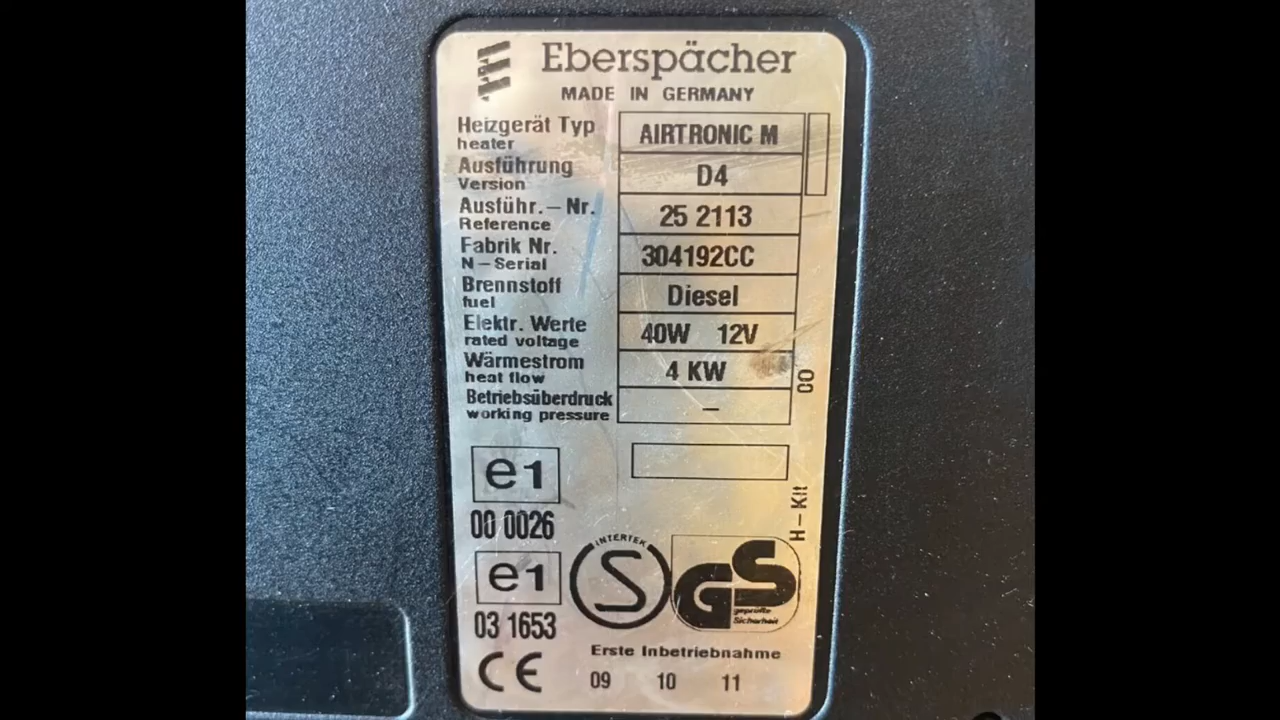 Eberspächer
MADE IN GERMANY
Heizgerät Typ
heater
AIRTRONIC M
Ausführung
Version
D4
Ausführ.–Nr.
Reference
25 2113
Fabrik Nr.
N–Serial
304192CC
Brennstoff
fuel
Diesel
Elektr. Werte
rated voltage
40W 12V
Wärmestrom
heat flow
4 KW
Betriebsüberdruck
working pressure
–
00
e1
00 0026
H–Kit
e1
03 1653
INTERTEK
S
GS
geprüfte
Sicherheit
CE
Erste Inbetriebnahme
09 10 11